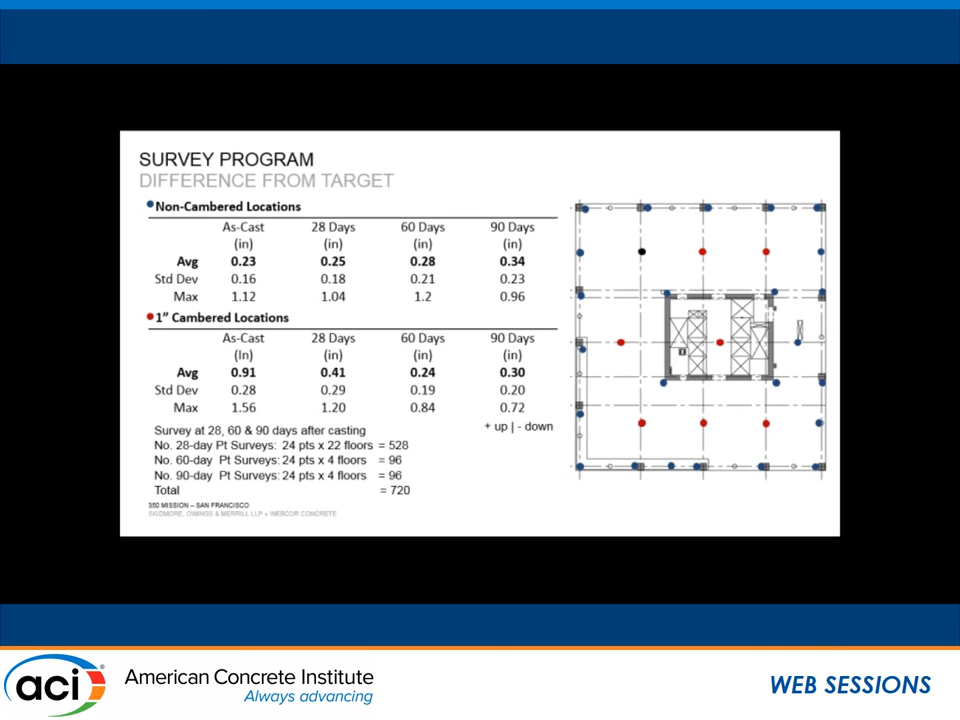 SURVEY PROGRAM
DIFFERENCE FROM TARGET
Non-Cambered Locations
As-Cast 28 Days 60 Days 90 Days
(in) (in) (in) (in)
Avg 0.23 0.25 0.28 0.34
Std Dev 0.16 0.18 0.21 0.23
Max 1.12 1.04 1.2 0.96
1” Cambered Locations
As-Cast 28 Days 60 Days 90 Days
(In) (in) (in) (in)
Avg 0.91 0.41 0.24 0.30
Std Dev 0.28 0.29 0.19 0.20
Max 1.56 1.20 0.84 0.72
+ up | - down
Survey at 28, 60 & 90 days after casting
No. 28-day Pt Surveys: 24 pts x 22 floors = 528
No. 60-day Pt Surveys: 24 pts x 4 floors = 96
No. 90-day Pt Surveys: 24 pts x 4 floors = 96
Total = 720
350 MISSION – SAN FRANCISCO
SKIDMORE, OWINGS & MERRILL LLP + WEBCOR CONCRETE
aci®
American Concrete Institute
Always advancing
WEB SESSIONS